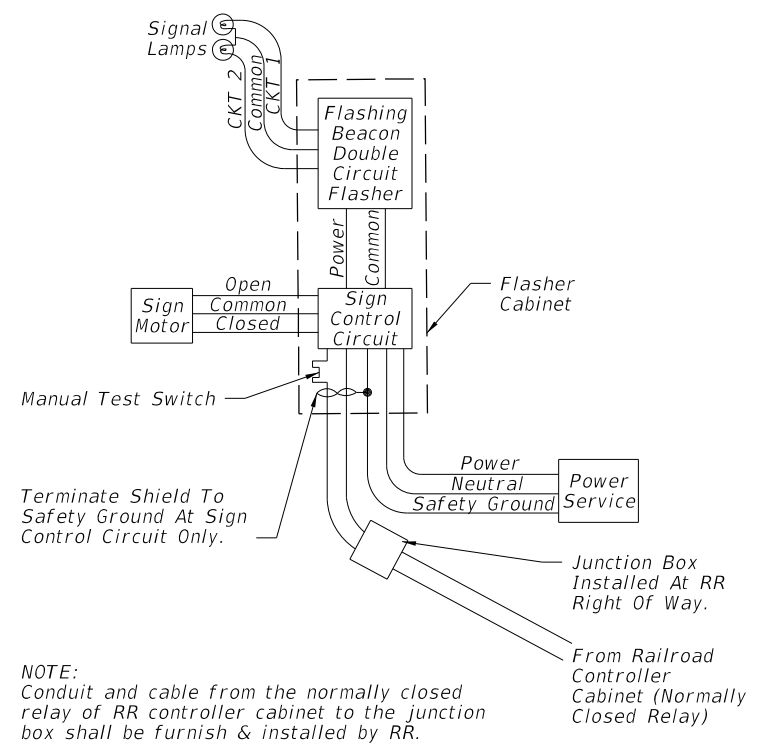 Signal
Lamps
CKT 2
Common
CKT 1
Flashing
Beacon
Double
Circuit
Flasher
Power
Common
Flasher
Cabinet
Open
Common
Closed
Sign
Motor
Sign
Control
Circuit
Manual Test Switch
Power
Neutral
Safety Ground
Power
Service
Terminate Shield To
Safety Ground At Sign
Control Circuit Only.
Junction Box
Installed At RR
Right Of Way.
From Railroad
Controller
Cabinet (Normally
Closed Relay)
NOTE:
Conduit and cable from the normally closed
relay of RR controller cabinet to the junction
box shall be furnish & installed by RR.